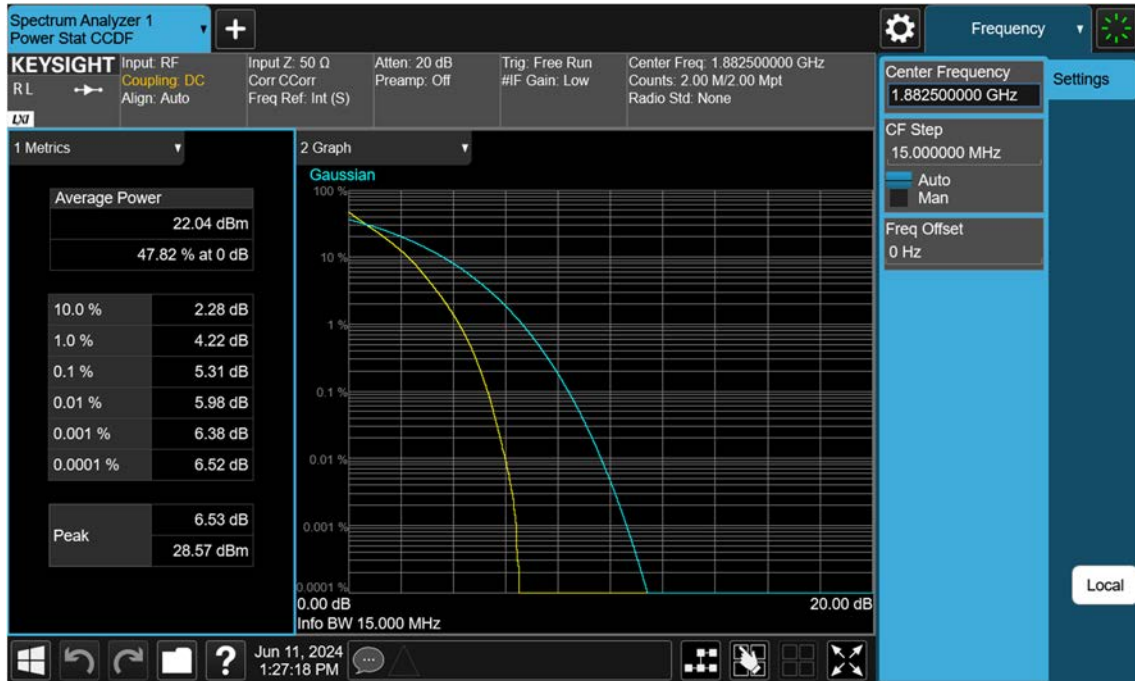 Spectrum Analyzer 1
Power Stat CCDF
Frequency
KEYSIGHT
R L
LXI
Input: RF
Coupling: DC
Align: Auto
Input Z: 50 Ω
Corr CCorr
Freq Ref: Int (S)
Atten: 20 dB
Preamp: Off
Trig: Free Run
#IF Gain: Low
Center Freq: 1.882500000 GHz
Counts: 2.00 M/2.00 Mpt
Radio Std: None
Center Frequency
1.882500000 GHz
Settings
CF Step
15.000000 MHz
Auto
Man
Freq Offset
0 Hz
Local
1 Metrics
Average Power
22.04 dBm
47.82 % at 0 dB
10.0 % 2.28 dB
1.0 % 4.22 dB
0.1 % 5.31 dB
0.01 % 5.98 dB
0.001 % 6.38 dB
0.0001 % 6.52 dB
Peak
6.53 dB
28.57 dBm
2 Graph
Gaussian
100 %
10 %
1 %
0.1 %
0.01 %
0.001 %
0.0001 %
0.00 dB 20.00 dB
Info BW 15.000 MHz
?
Jun 11, 2024
1:27:18 PM